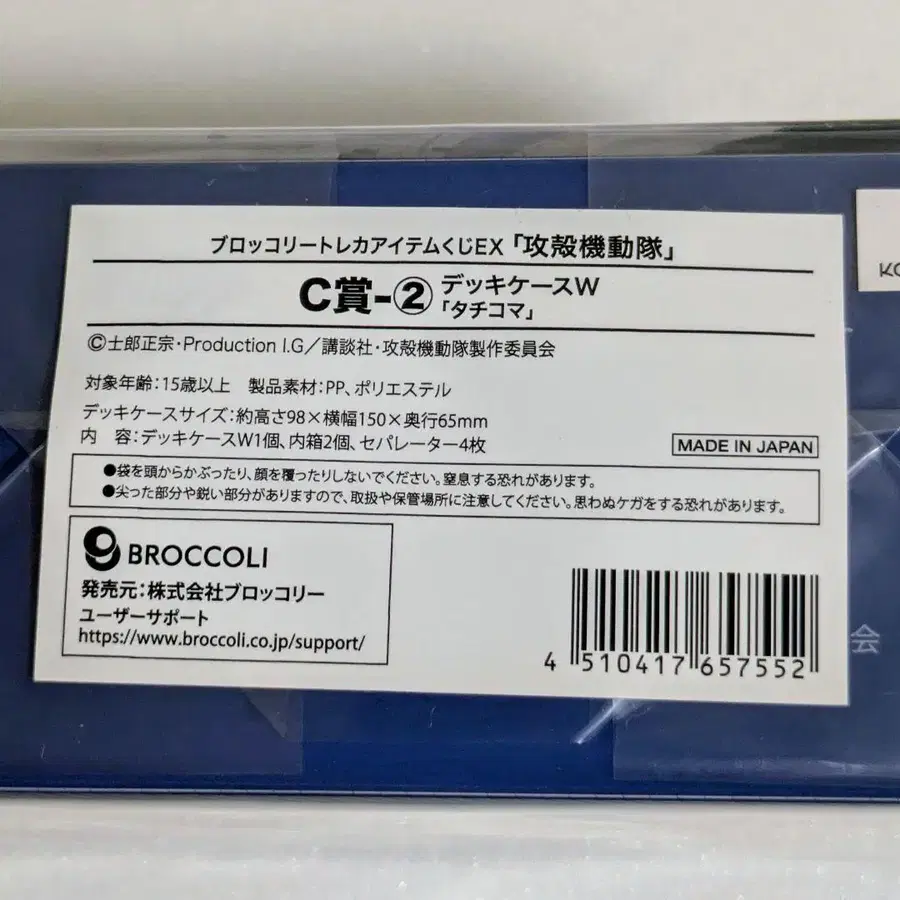 ブロッコリートレカアイテムくじEX「攻殻機動隊」
C賞-② デッキケースW
「タチコマ」
©士郎正宗・Production I.G／講談社・攻殻機動隊製作委員会
対象年齢：15歳以上　製品素材：PP、ポリエステル
デッキケースサイズ：約高さ98×横幅150×奥行65mm
内　容：デッキケースW1個、内箱2個、セパレーター4枚
MADE IN JAPAN
●袋を頭からかぶったり、顔を覆ったりしないでください。窒息する恐れがあります。
●尖った部分や鋭い部分がありますので、取扱や保管場所に注意してください。思わぬケガをする恐れがあります。
BROCCOLI
発売元：株式会社ブロッコリー
ユーザーサポート
https://www.broccoli.co.jp/support/
4 510417 657552
会